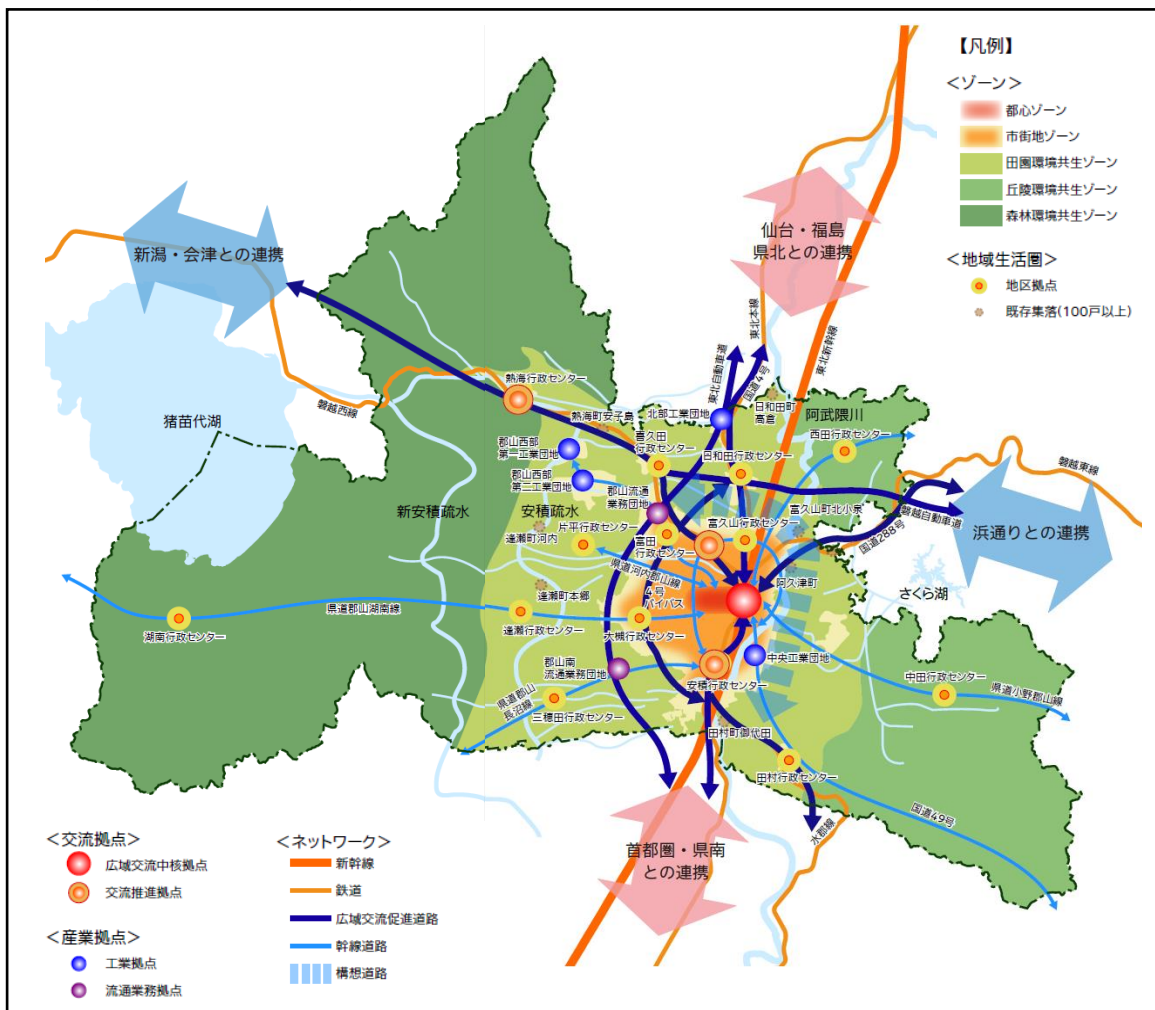 【凡例】
<ゾーン>
都心ゾーン
市街地ゾーン
田園環境共生ゾーン
丘陵環境共生ゾーン
森林環境共生ゾーン
<地域生活圏>
地区拠点
既存集落(100戸以上)
新潟・会津との連携
仙台・福島
県北との連携
東北本線
東北新幹線
東北自動車道
国道4号
磐越西線
猪苗代湖
熱海行政センター
熱海町安子島
北部工業団地
日和田町
高倉
阿武隈川
西田行政センター
喜久田
行政センター
日和田行政センター
郡山西部
第一工業団地
郡山西部
第二工業団地
郡山流通
業務団地
磐越東線
磐越自動車道
国道288号
浜通りとの連携
新安積疏水
安積疏水
逢瀬町河内
片平行政センター
富田
行政センター
富久山行政センター
富久山町北小泉
県道河内郡山線
4号
バイパス
阿久津町
さくら湖
県道郡山湖南線
湖南行政センター
逢瀬町本郷
逢瀬行政センター
大槻行政センター
郡山南
流通業務団地
中央工業団地
安積行政センター
中田行政センター
県道小野郡山線
県道郡山
長沼線
三穂田行政センター
田村町御代田
田村行政センター
国道49号
水郡線
首都圏・県南
との連携
<交流拠点>
広域交流中核拠点
交流推進拠点
<産業拠点>
工業拠点
流通業務拠点
<ネットワーク>
新幹線
鉄道
広域交流促進道路
幹線道路
構想道路